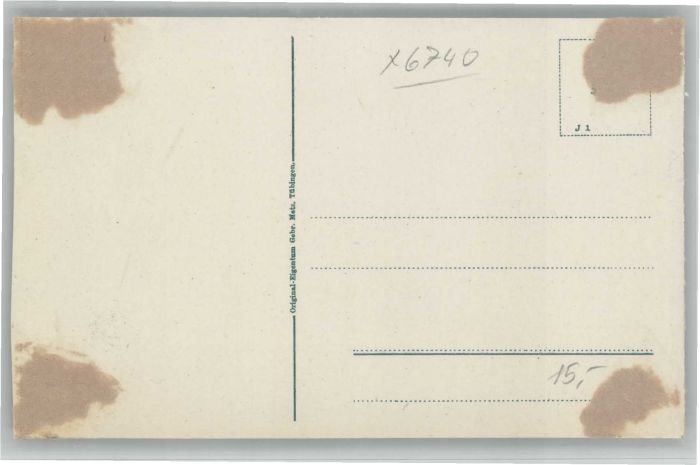 x6740
J 1
Original-Eigentum Gebr. Metz, Tübingen.
15,-